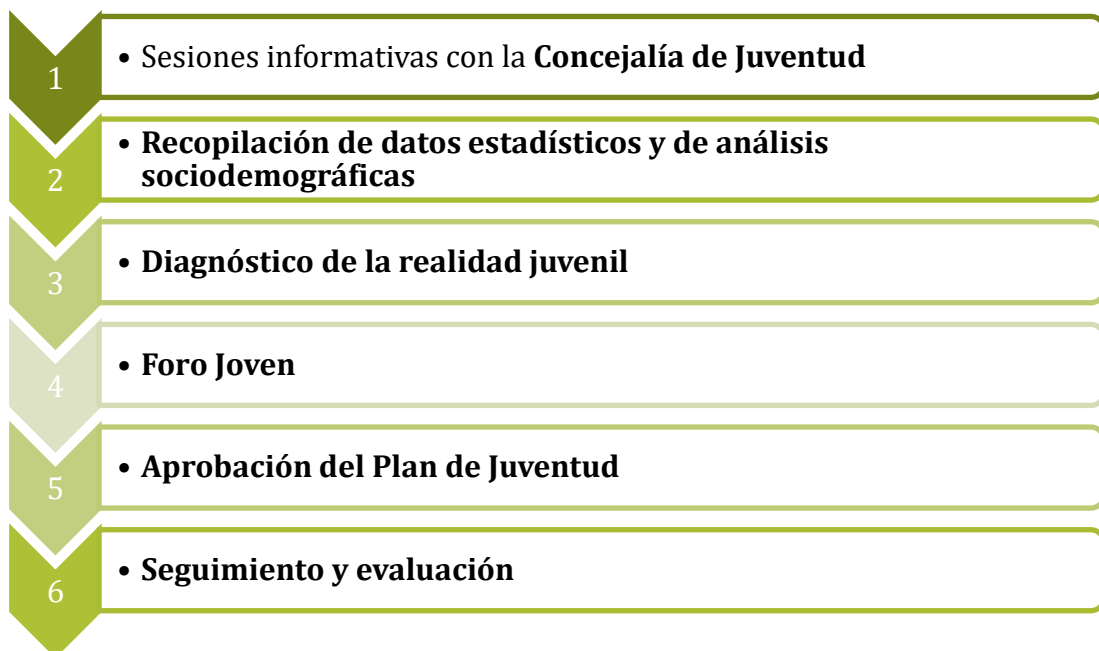 1
• Sesiones informativas con la Concejalía de Juventud
2
• Recopilación de datos estadísticos y de análisis
sociodemográficas
3
• Diagnóstico de la realidad juvenil
4
• Foro Joven
5
• Aprobación del Plan de Juventud
6
• Seguimiento y evaluación